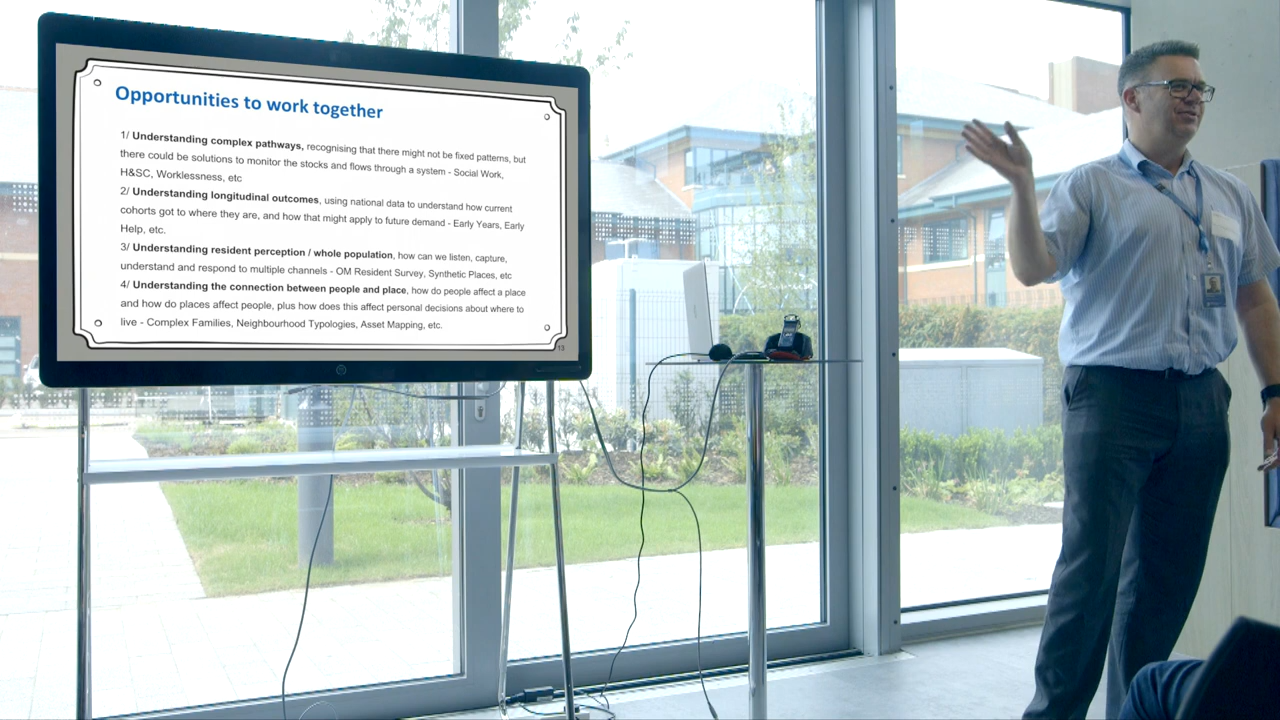 Opportunities to work together
1/ Understanding complex pathways, recognising that there might not be fixed patterns, but
there could be solutions to monitor the stocks and flows through a system - Social Work,
H&SC, Worklessness, etc
2/ Understanding longitudinal outcomes, using national data to understand how current
cohorts got to where they are, and how that might apply to future demand - Early Years, Early
Help, etc.
3/ Understanding resident perception / whole population, how can we listen, capture,
understand and respond to multiple channels - OM Resident Survey, Synthetic Places, etc
4/ Understanding the connection between people and place, how do people affect a place
and how do places affect people, plus how does this affect personal decisions about where to
live - Complex Families, Neighbourhood Typologies, Asset Mapping, etc.
13